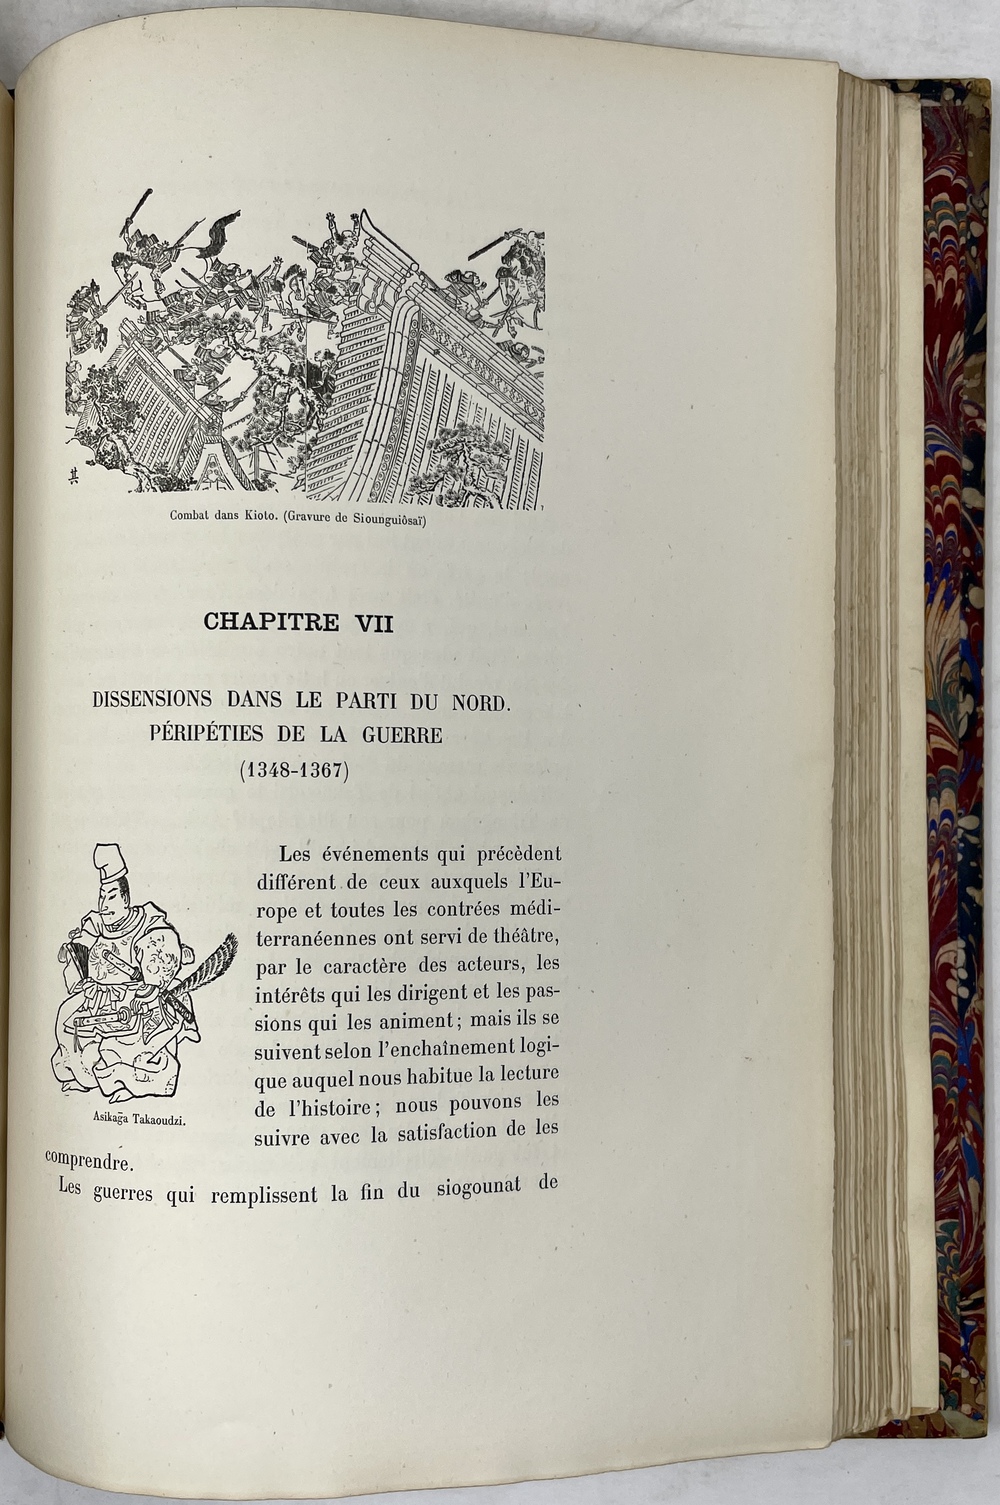 其
Combat dans Kioto. (Gravure de Siounguiôsaï)
CHAPITRE VII
DISSENSIONS DANS LE PARTI DU NORD.
PÉRIPÉTIES DE LA GUERRE
(1348-1367)
Les événements qui précèdent
diffèrent de ceux auxquels l'Eu-
rope et toutes les contrées médi-
terranéennes ont servi de théâtre,
par le caractère des acteurs, les
intérêts qui les dirigent et les pas-
sions qui les animent; mais ils se
suivent selon l'enchaînement logi-
que auquel nous habitue la lecture
de l'histoire; nous pouvons les
suivre avec la satisfaction de les
Asikaga Takaoudzi.
comprendre.
Les guerres qui remplissent la fin du siogounat de